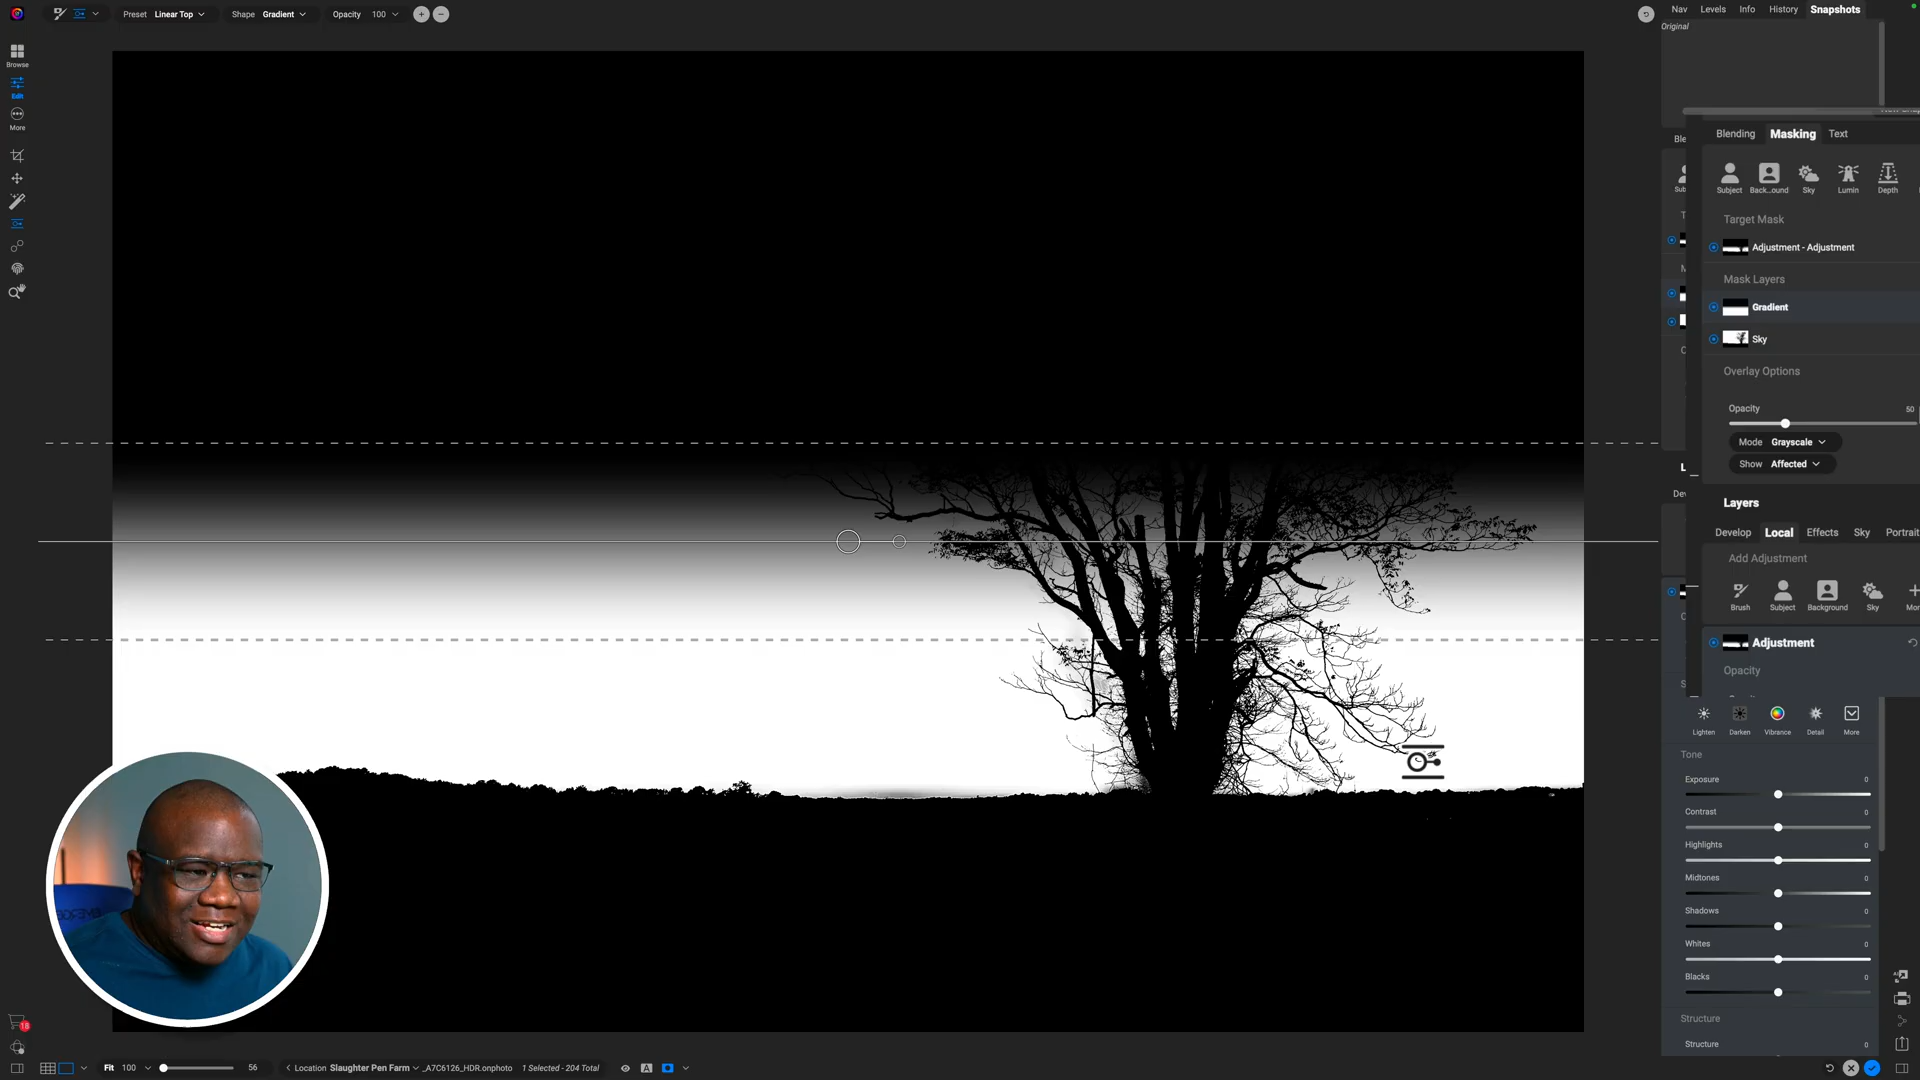 Preset Linear Top Shape Gradient Opacity 100
Nav Levels Info History Snapshots
Original
Browse
Edit
More
Blending Masking Text
Subject Back...ound Sky Lumin Depth
Target Mask
Adjustment - Adjustment
Mask Layers
Gradient
Sky
Overlay Options
Opacity 50
Mode Grayscale
Show Affected
Layers
Develop Local Effects Sky Portrait
Add Adjustment
Brush Subject Background Sky Mor
Adjustment
Opacity
Lighten Darken Vibrance Detail More
Tone
Exposure 0
Contrast 0
Highlights 0
Midtones 0
Shadows 0
Whites 0
Blacks 0
Structure
Structure 0
18
Fit 100 56 Location Slaughter Pen Farm _A7C6126_HDR.onphoto 1 Selected - 204 Total A